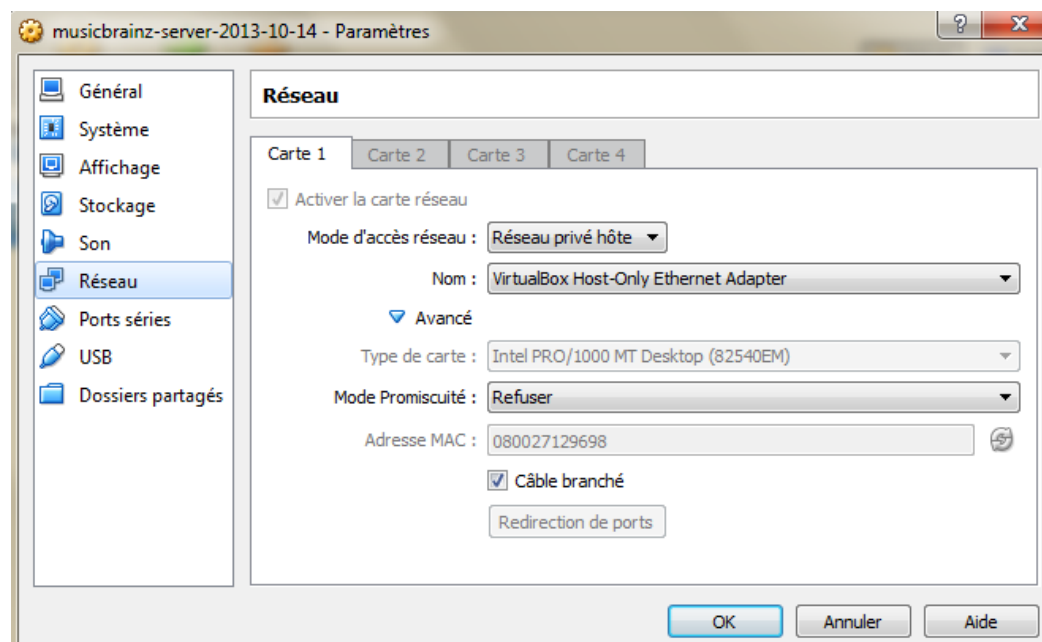 musicbrainz-server-2013-10-14 - Paramètres
?
X
Général
Système
Affichage
Stockage
Son
Réseau
Ports séries
USB
Dossiers partagés
Réseau
Carte 1 Carte 2 Carte 3 Carte 4
Activer la carte réseau
Mode d'accès réseau : Réseau privé hôte
Nom : VirtualBox Host-Only Ethernet Adapter
Avancé
Type de carte : Intel PRO/1000 MT Desktop (82540EM)
Mode Promiscuité : Refuser
Adresse MAC : 080027129698
Câble branché
Redirection de ports
OK Annuler Aide